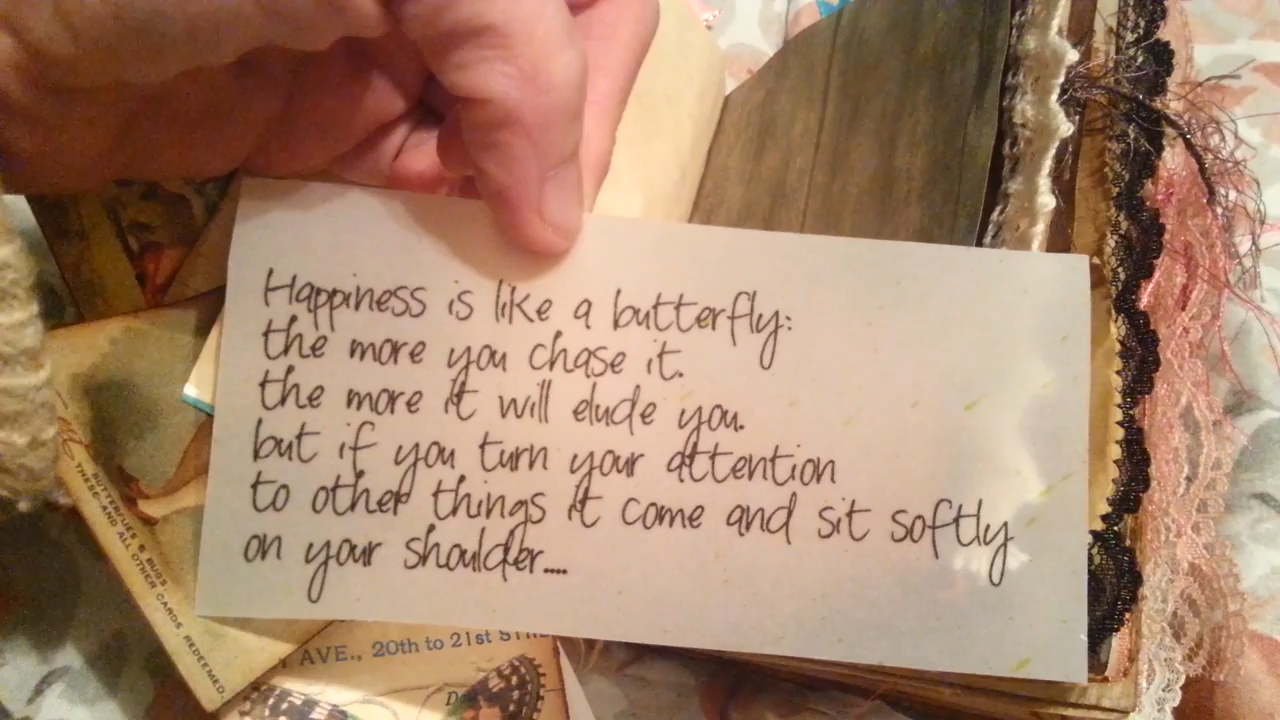 Happiness is like a butterfly:
the more you chase it.
the more it will elude you.
but if you turn your attention
to other things it come and sit softly
on your shoulder....
BUTTERFLIES & BUGS.
THESE AND ALL OTHER CARDS REDEEMED.
AVE., 20th to 21st